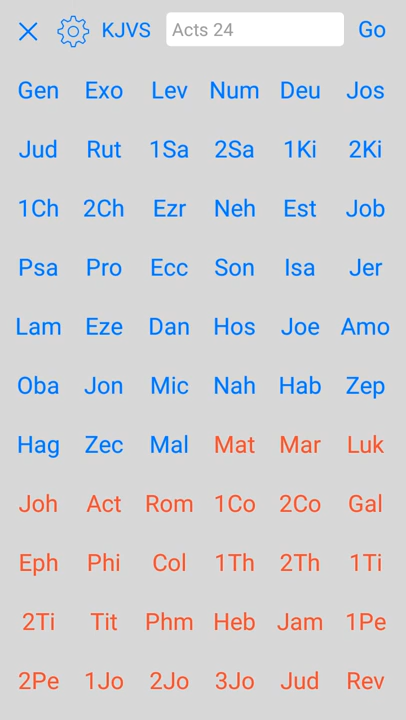 KJVS Acts 24 Go
Gen Exo Lev Num Deu Jos
Jud Rut 1Sa 2Sa 1Ki 2Ki
1Ch 2Ch Ezr Neh Est Job
Psa Pro Ecc Son Isa Jer
Lam Eze Dan Hos Joe Amo
Oba Jon Mic Nah Hab Zep
Hag Zec Mal Mat Mar Luk
Joh Act Rom 1Co 2Co Gal
Eph Phi Col 1Th 2Th 1Ti
2Ti Tit Phm Heb Jam 1Pe
2Pe 1Jo 2Jo 3Jo Jud Rev